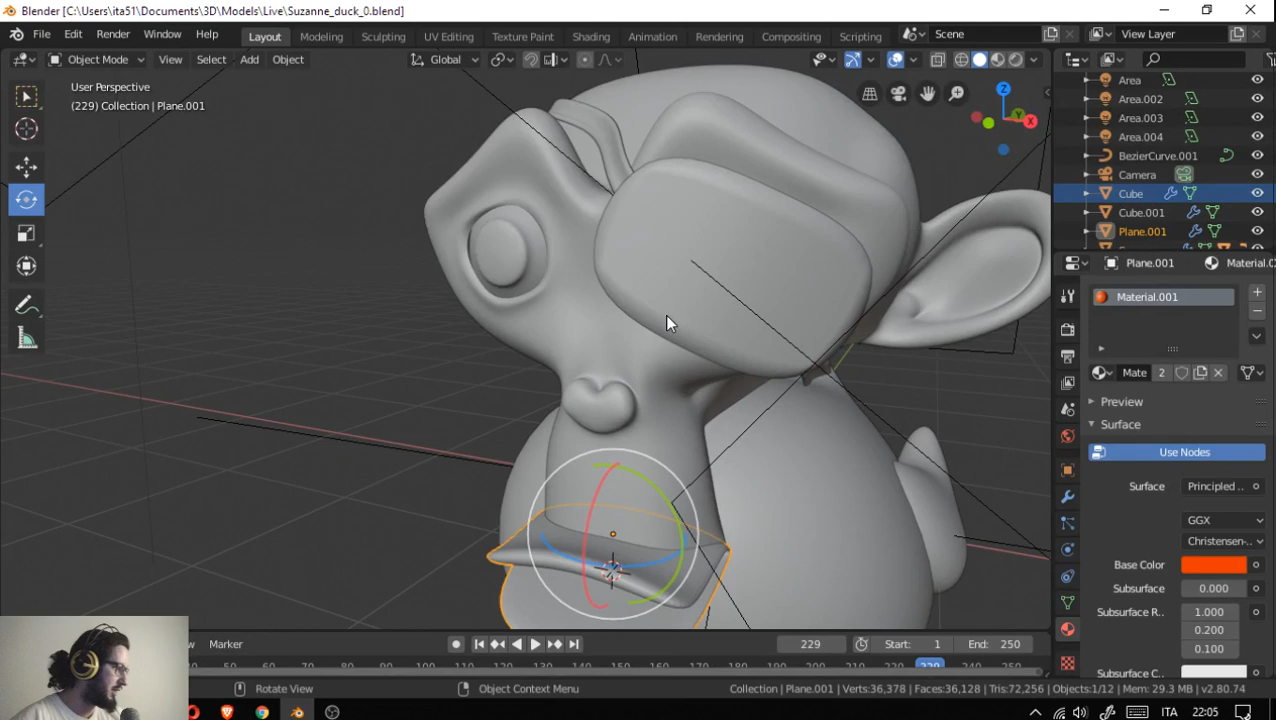 Blender [C:\Users\ita51\Documents\3D\Models\Live\Suzanne_duck_0.blend]
File Edit Render Window Help Layout Modeling Sculpting UV Editing Texture Paint Shading Animation Rendering Compositing Scripting Scene View Layer
Object Mode View Select Add Object Global
User Perspective
(229) Collection | Plane.001
Z
Y
X
Area
Area.002
Area.003
Area.004
BezierCurve.001
Camera
Cube
Cube.001
Plane.001
Plane.001 Material.0
Material.001
Mate 2
Preview
Surface
Use Nodes
Surface Principled ..
GGX
Christensen-..
Base Color
Subsurface 0.000
Subsurface R.. 1.000
0.200
0.100
Subsurface C..
Marker 229 Start: 1 End: 250
50 60 70 80 90 100 110 120 130 140 150 160 170 180 190 200 210 220 229 240 250
Rotate View Object Context Menu Collection | Plane.001 | Verts:36,378 | Faces:36,128 | Tris:72,256 | Objects:1/12 | Mem: 29.3 MB | v2.80.74
ITA 22:05